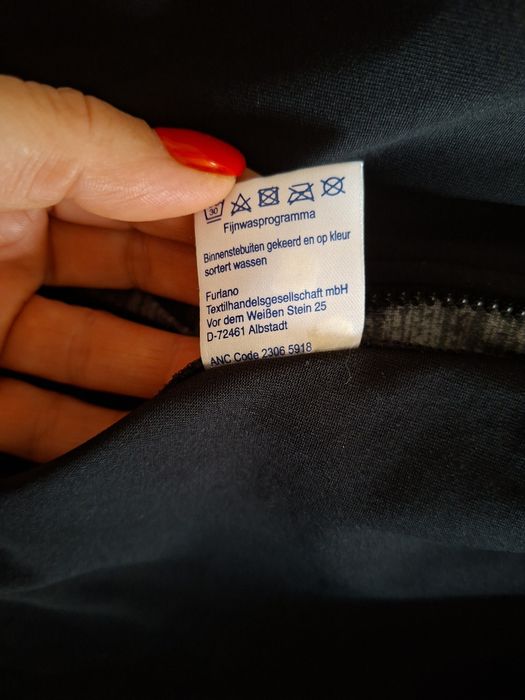 30
Fijnwasprogramma
Binnenstebuiten gekeerd en op kleur
sortert wassen
Furlano
Textilhandelsgesellschaft mbH
Vor dem Weißen Stein 25
D-72461 Albstadt
ANC Code 2306 5918